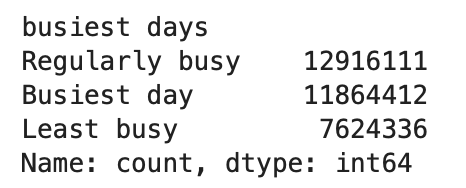 busiest days
Regularly busy    12916111
Busiest day       11864412
Least busy         7624336
Name: count, dtype: int64